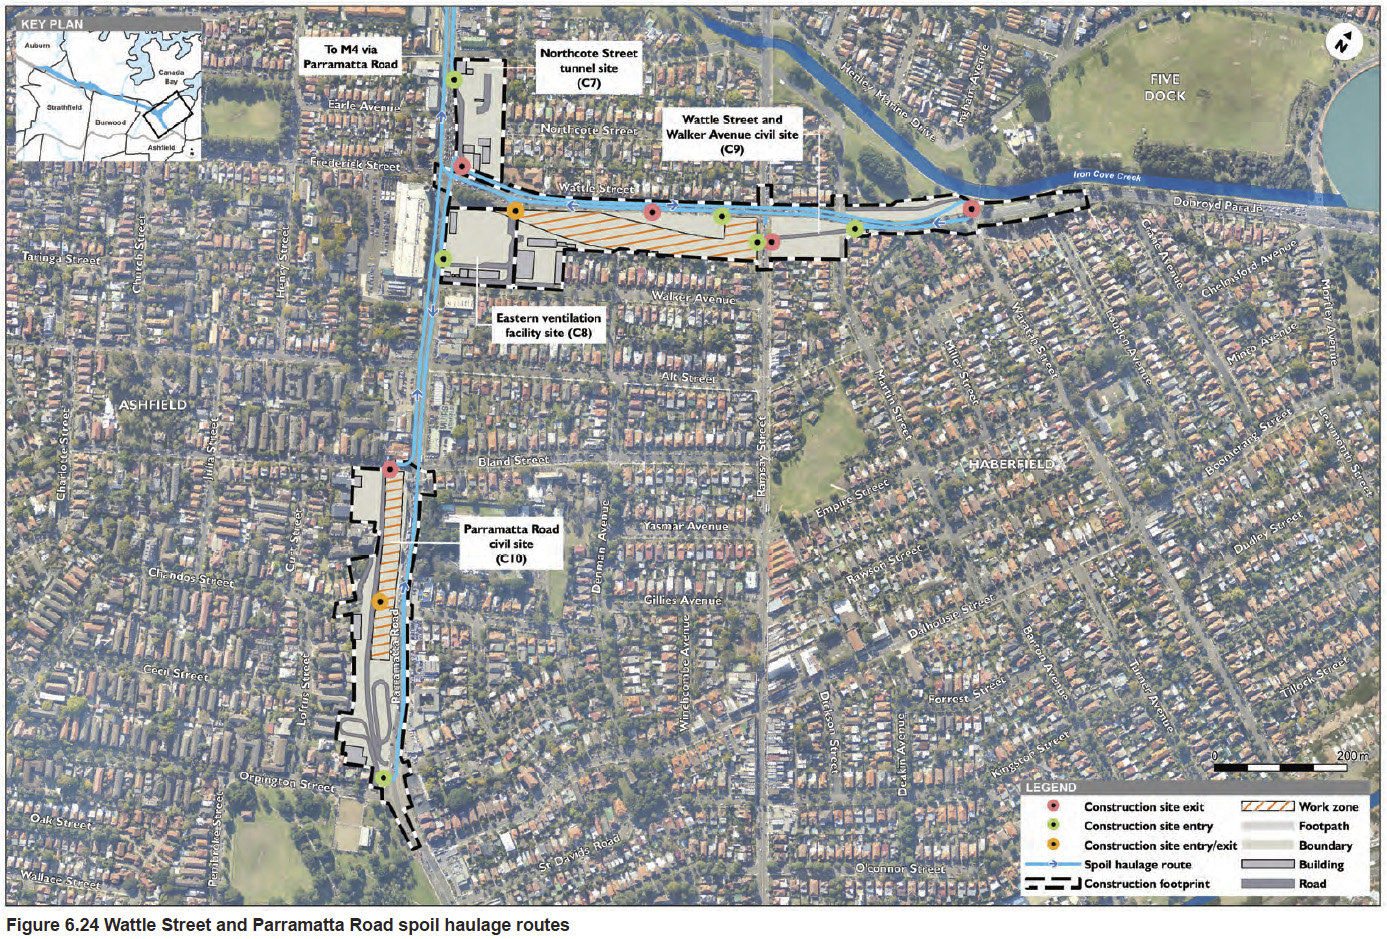 KEY PLAN
Auburn
Canada
Bay
Strathfield
Burwood
Ashfield
To M4 via
Parramatta Road
Northcote Street
tunnel site
(C7)
Wattle Street and
Walker Avenue civil site
(C9)
N
FIVE
DOCK
Henley Marine Drive
Ingham Avenue
Earle Avenue
Northcote Street
Frederick Street
Wattle Street
Iron Cove Creek
Dobroyd Parade
Taringa Street
Church Street
Henry Street
Walker Avenue
Eastern ventilation
facility site (C8)
Crane Avenue
Chelmsford Avenue
Mortley Avenue
Minto Avenue
Loudon Avenue
Waratah Street
Miller Street
Martin Street
Alt Street
ASHFIELD
Charlotte Street
Julia Street
Bland Street
Ramsay Street
HABERFIELD
Boomerang Street
Learmonth Street
Empire Street
Yasmar Avenue
Parramatta Road
civil site
(C10)
Denman Avenue
Dudley Street
Rawson Street
Chandos Street
Gillies Avenue
Dalhousie Street
Parramatta Road
Winchcombe Avenue
Turner Avenue
Cecil Street
Loftus Street
Forrest Street
Tillock Street
Dickson Street
Deakin Avenue
Kingston Street
Orpington Street
Oak Street
Pembroke Street
Wallace Street
St Davids Road
O'connor Street
0 200 m
LEGEND
Construction site exit
Construction site entry
Construction site entry/exit
Spoil haulage route
Construction footprint
Work zone
Footpath
Boundary
Building
Road
Figure 6.24 Wattle Street and Parramatta Road spoil haulage routes